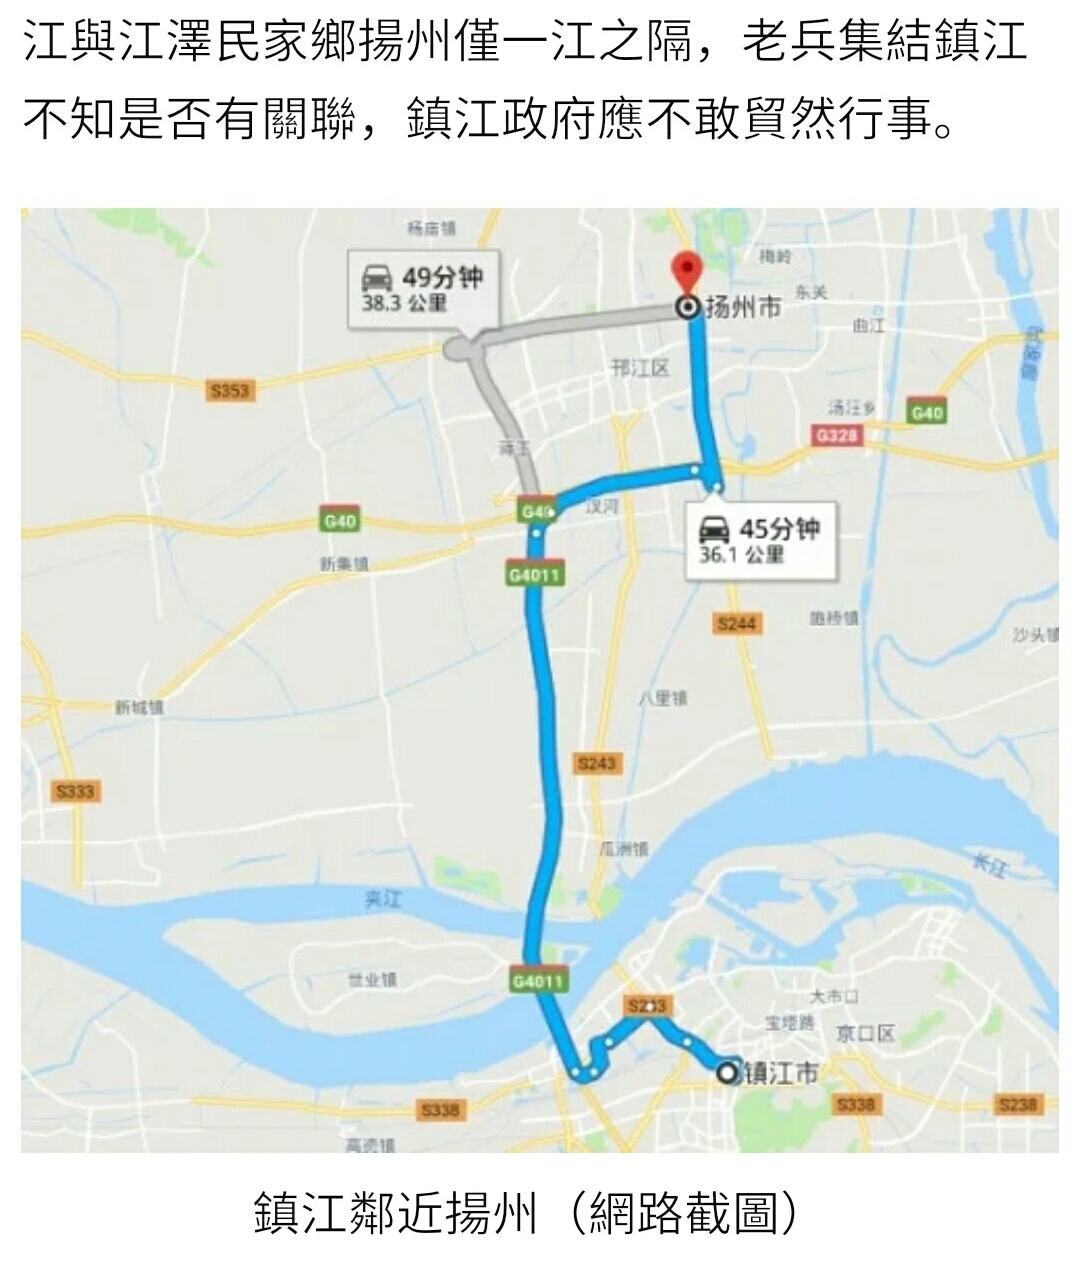 江與江澤民家鄉揚州僅一江之隔，老兵集結鎮江
不知是否有關聯，鎮江政府應不敢貿然行事。
杨庙镇
49分钟
38.3 公里
梅岭
东关
扬州市
曲江
邗江区
S353
汤汪乡
G40
G328
蒋王
G40
G40
汊河
45分钟
36.1 公里
新集镇
G4011
S244
施桥镇
沙头镇
八里镇
新城镇
S243
S333
瓜洲镇
长江
夹江
世业镇
G4011
大市口
S243
宝塔路
京口区
镇江市
S338
S338
S238
高资镇
鎮江鄰近揚州（網路截圖）